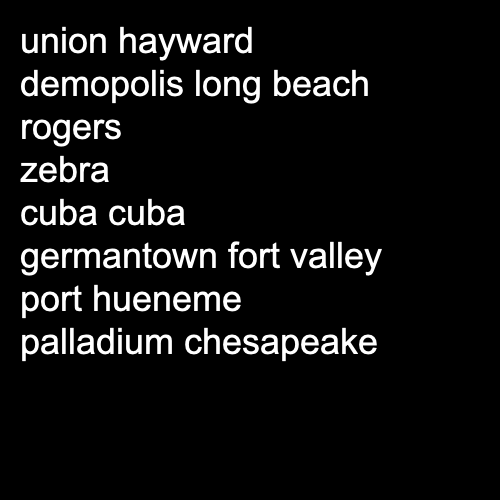 union hayward
demopolis long beach
rogers
zebra
cuba cuba
germantown fort valley
port hueneme
palladium chesapeake